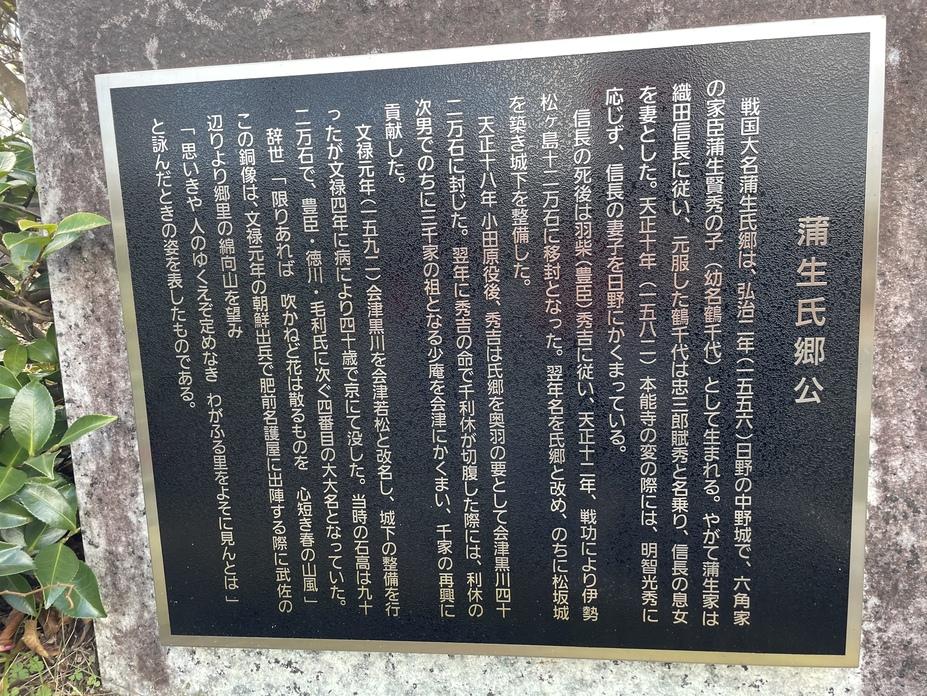 蒲生氏郷公
戦国大名蒲生氏郷は、弘治二年(一五五六)日野の中野城で、六角家
の家臣蒲生賢秀の子(幼名鶴千代)として生まれる。やがて蒲生家は
織田信長に従い、元服した鶴千代は忠三郎賦秀と名乗り、信長の息女
を妻とした。天正十年(一五八二)本能寺の変の際には、明智光秀に
応じず、信長の妻子を日野にかくまっている。
信長の死後は羽柴(豊臣)秀吉に従い、天正十二年、戦功により伊勢
松ヶ島十二万石に移封となった。翌年名を氏郷と改め、のちに松坂城
を築き城下を整備した。
天正十八年小田原役後、秀吉は氏郷を奥羽の要として会津黒川四十
二万石に封じた。翌年に秀吉の命で千利休が切腹した際には、利休の
次男でのちに三千家の祖となる少庵を会津にかくまい、千家の再興に
貢献した。
文禄元年(一五九二)会津黒川を会津若松と改名し、城下の整備を行
ったが文禄四年に病により四十歳で京にて没した。当時の石高は九十
二万石で、豊臣・徳川・毛利氏に次ぐ四番目の大大名となっていた。
辞世「限りあれば 吹かねど花は散るものを 心短き春の山風」
この銅像は、文禄元年の朝鮮出兵で肥前名護屋に出陣する際に武佐の
辺りより郷里の綿向山を望み
「思いきや人のゆくえぞ定めなき わがふる里をよそに見んとは」
と詠んだときの姿を表したものである。